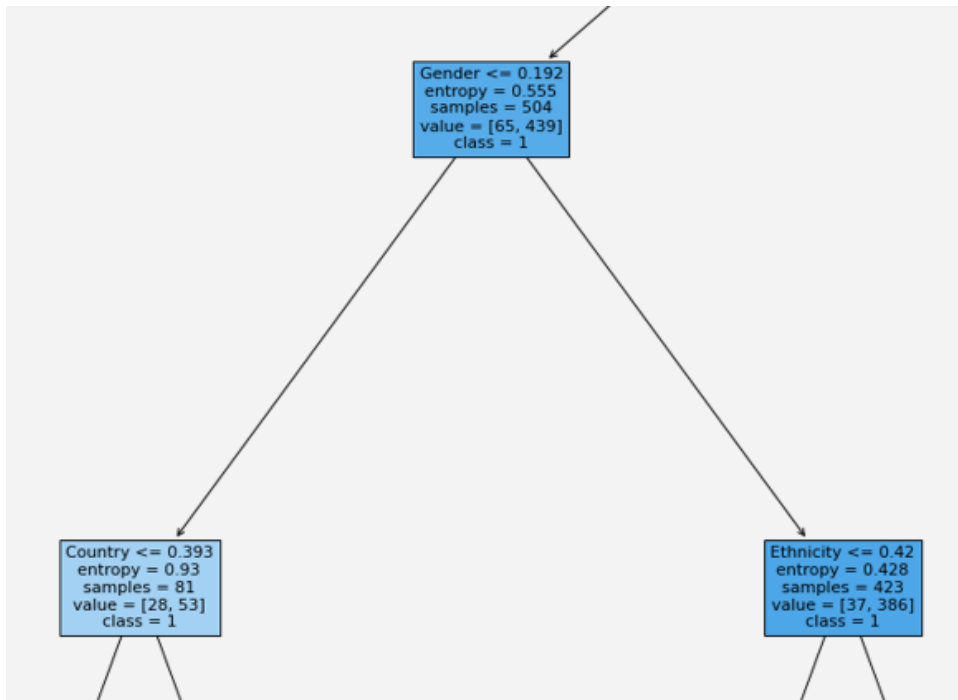 Gender <= 0.192
entropy = 0.555
samples = 504
value = [65, 439]
class = 1
Country <= 0.393
entropy = 0.93
samples = 81
value = [28, 53]
class = 1
Ethnicity <= 0.42
entropy = 0.428
samples = 423
value = [37, 386]
class = 1